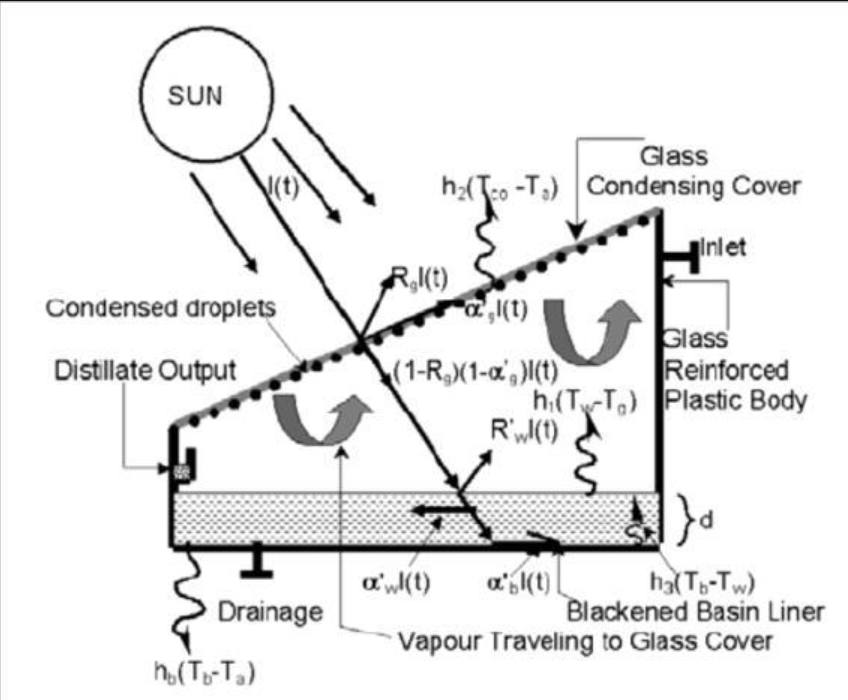 SUN
I(t)
Glass
Condensing Cover
h₂(Tco -Ta)
Inlet
RgI(t)
α'gI(t)
Condensed droplets
Glass
Reinforced
Plastic Body
Distillate Output
(1-Rg)(1-α'g)I(t)
h₁(Tw-Ta)
R'wI(t)
d
α'wI(t)
α'bI(t)
h₃(Tb-Tw)
Drainage
Blackened Basin Liner
Vapour Traveling to Glass Cover
hb(Tb-Ta)